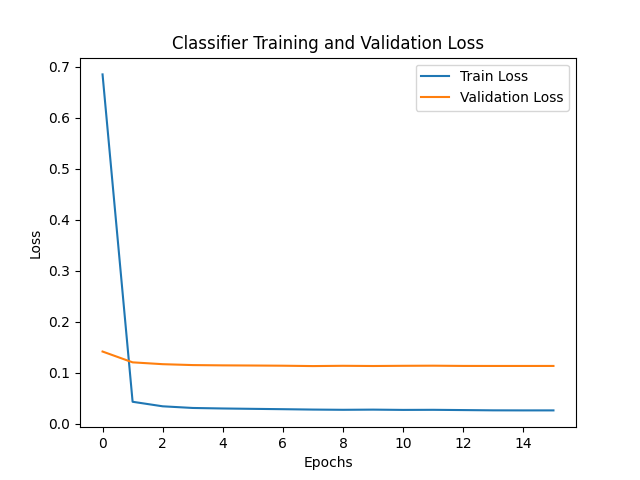 Classifier Training and Validation Loss
Train Loss
Validation Loss
0.7
0.6
0.5
0.4
0.3
0.2
0.1
0.0
Loss
0 2 4 6 8 10 12 14
Epochs